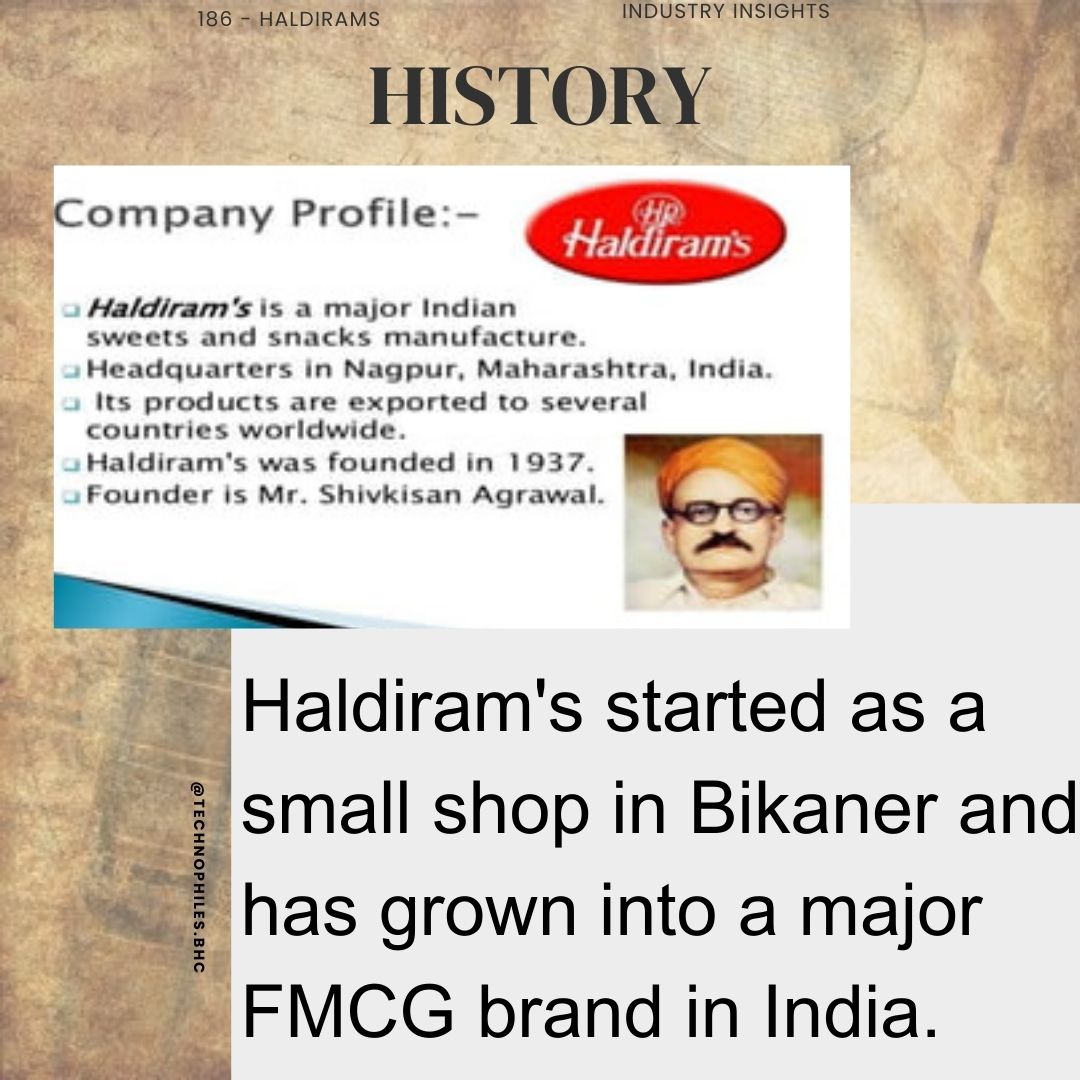 186 - HALDIRAMS
INDUSTRY INSIGHTS
HISTORY
Company Profile:-
HR
Haldiram's
Haldiram's is a major Indian
sweets and snacks manufacture.
Headquarters in Nagpur, Maharashtra, India.
Its products are exported to several
countries worldwide.
Haldiram's was founded in 1937.
Founder is Mr. Shivkisan Agrawal.
Haldiram's started as a
small shop in Bikaner and
has grown into a major
FMCG brand in India.
@TECHNOPHILES.BHC